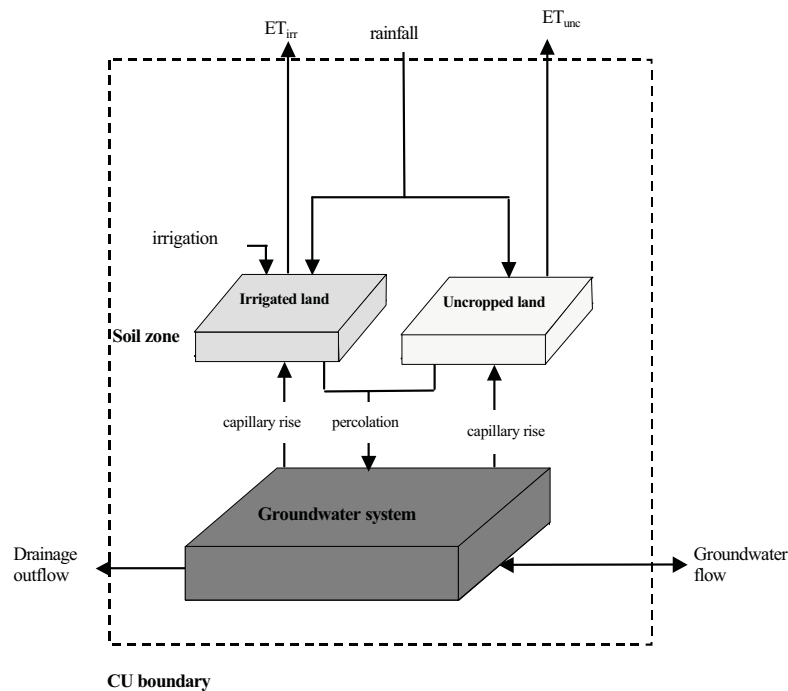 ET_irr
rainfall
ET_unc
irrigation
Irrigated land
Uncropped land
Soil zone
capillary rise
percolation
capillary rise
Groundwater system
Drainage
outflow
Groundwater
flow
CU boundary